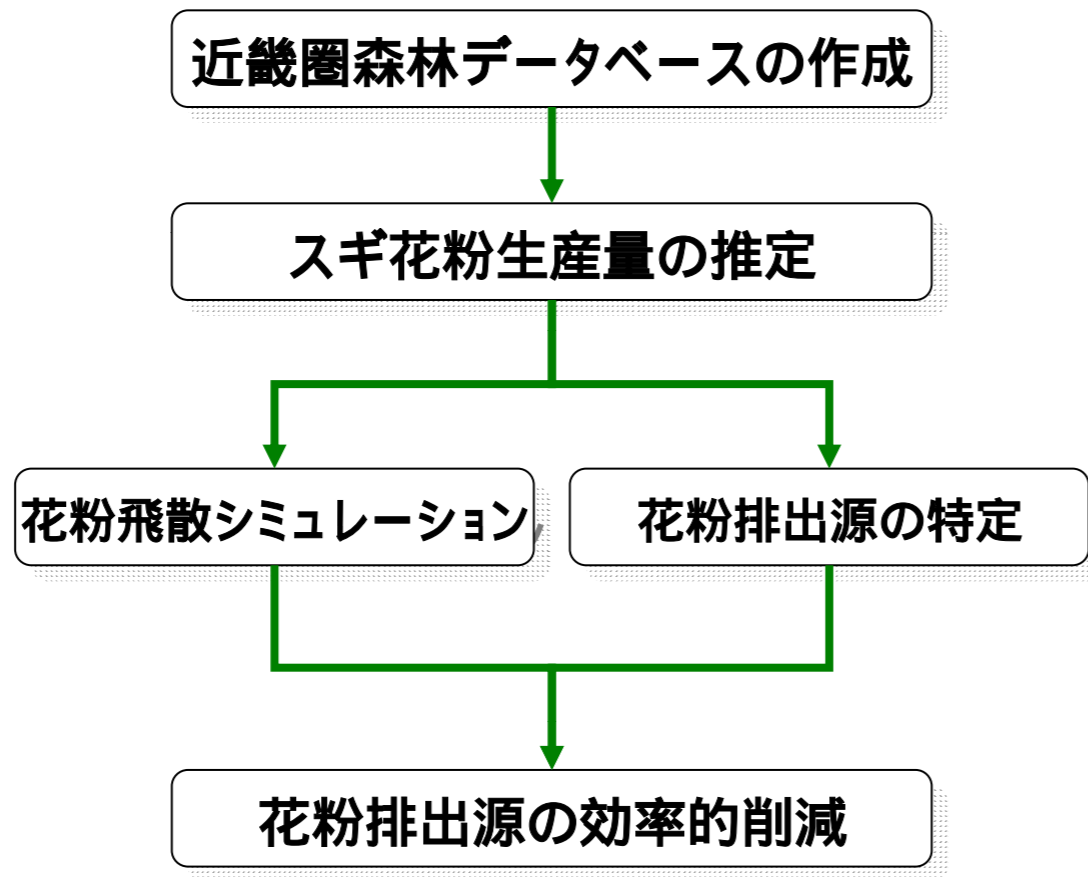 近畿圏森林データベースの作成
スギ花粉生産量の推定
花粉飛散シミュレーション
花粉排出源の特定
花粉排出源の効率的削減